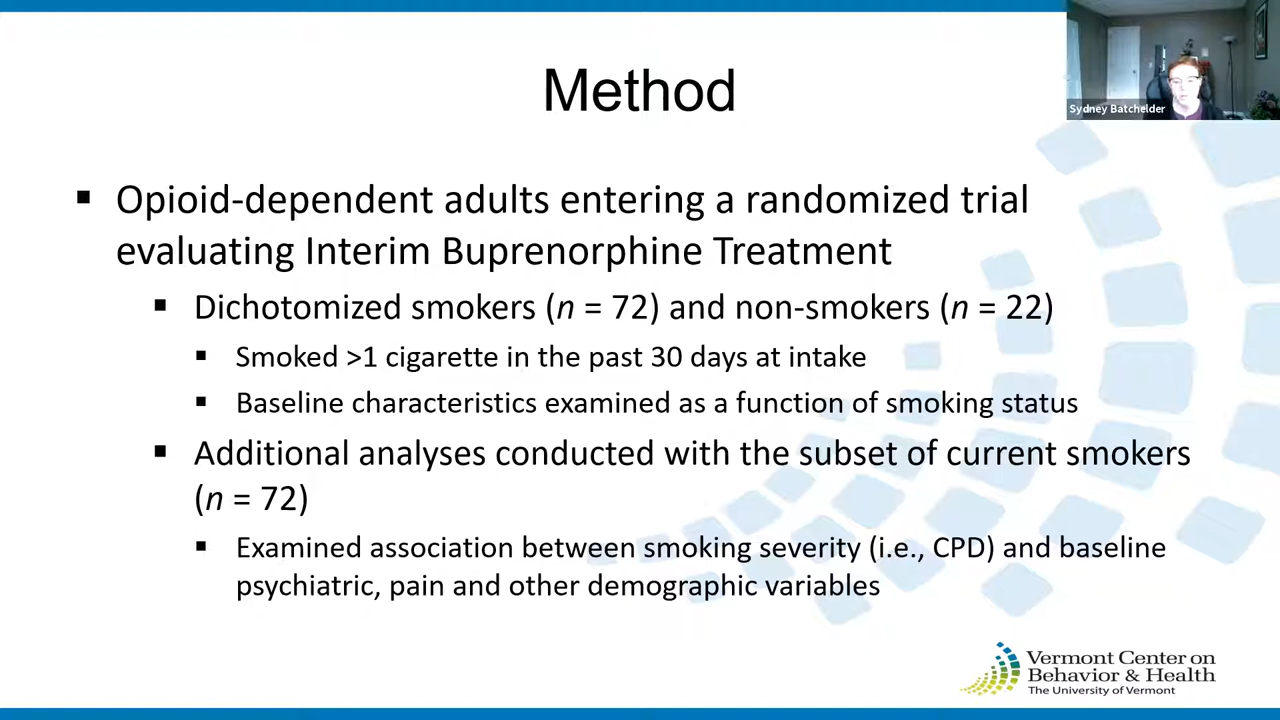 Method
Sydney Batchelder
▪ Opioid-dependent adults entering a randomized trial
evaluating Interim Buprenorphine Treatment
▪ Dichotomized smokers (n = 72) and non-smokers (n = 22)
▪ Smoked >1 cigarette in the past 30 days at intake
▪ Baseline characteristics examined as a function of smoking status
▪ Additional analyses conducted with the subset of current smokers
(n = 72)
▪ Examined association between smoking severity (i.e., CPD) and baseline
psychiatric, pain and other demographic variables
Vermont Center on
Behavior & Health
The University of Vermont